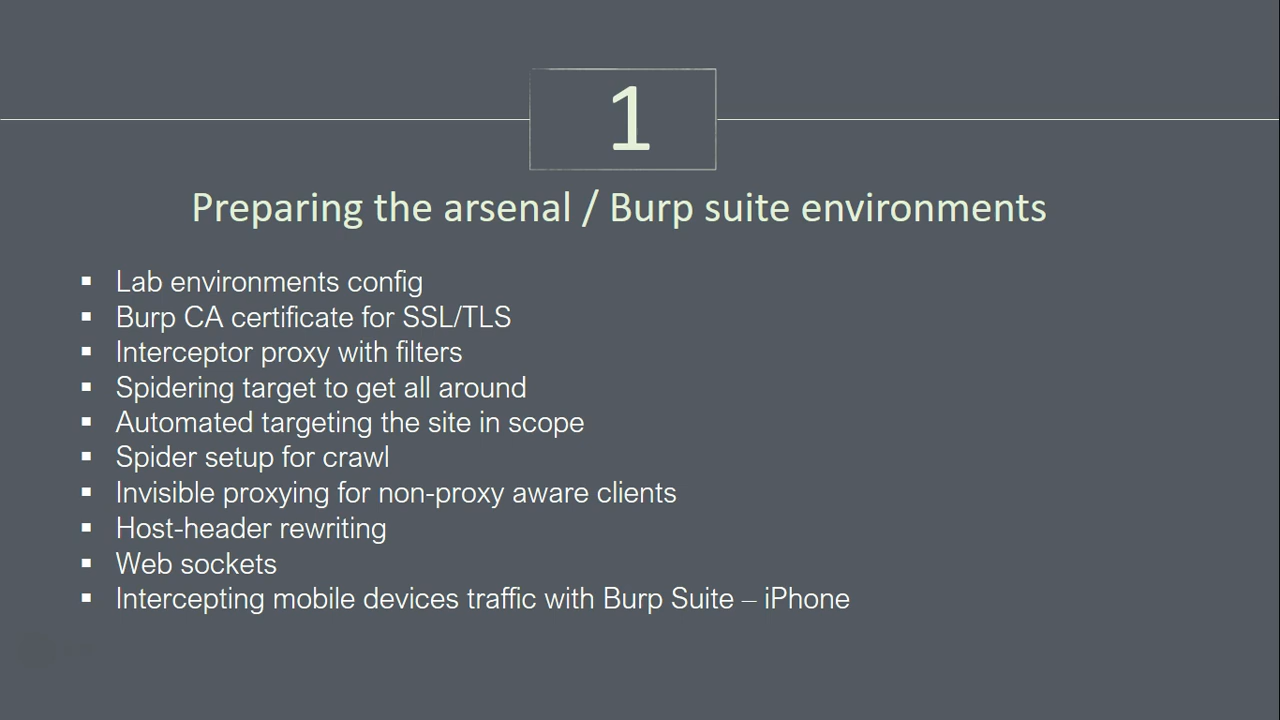 1
Preparing the arsenal / Burp suite environments
▪ Lab environments config
▪ Burp CA certificate for SSL/TLS
▪ Interceptor proxy with filters
▪ Spidering target to get all around
▪ Automated targeting the site in scope
▪ Spider setup for crawl
▪ Invisible proxying for non-proxy aware clients
▪ Host-header rewriting
▪ Web sockets
▪ Intercepting mobile devices traffic with Burp Suite – iPhone